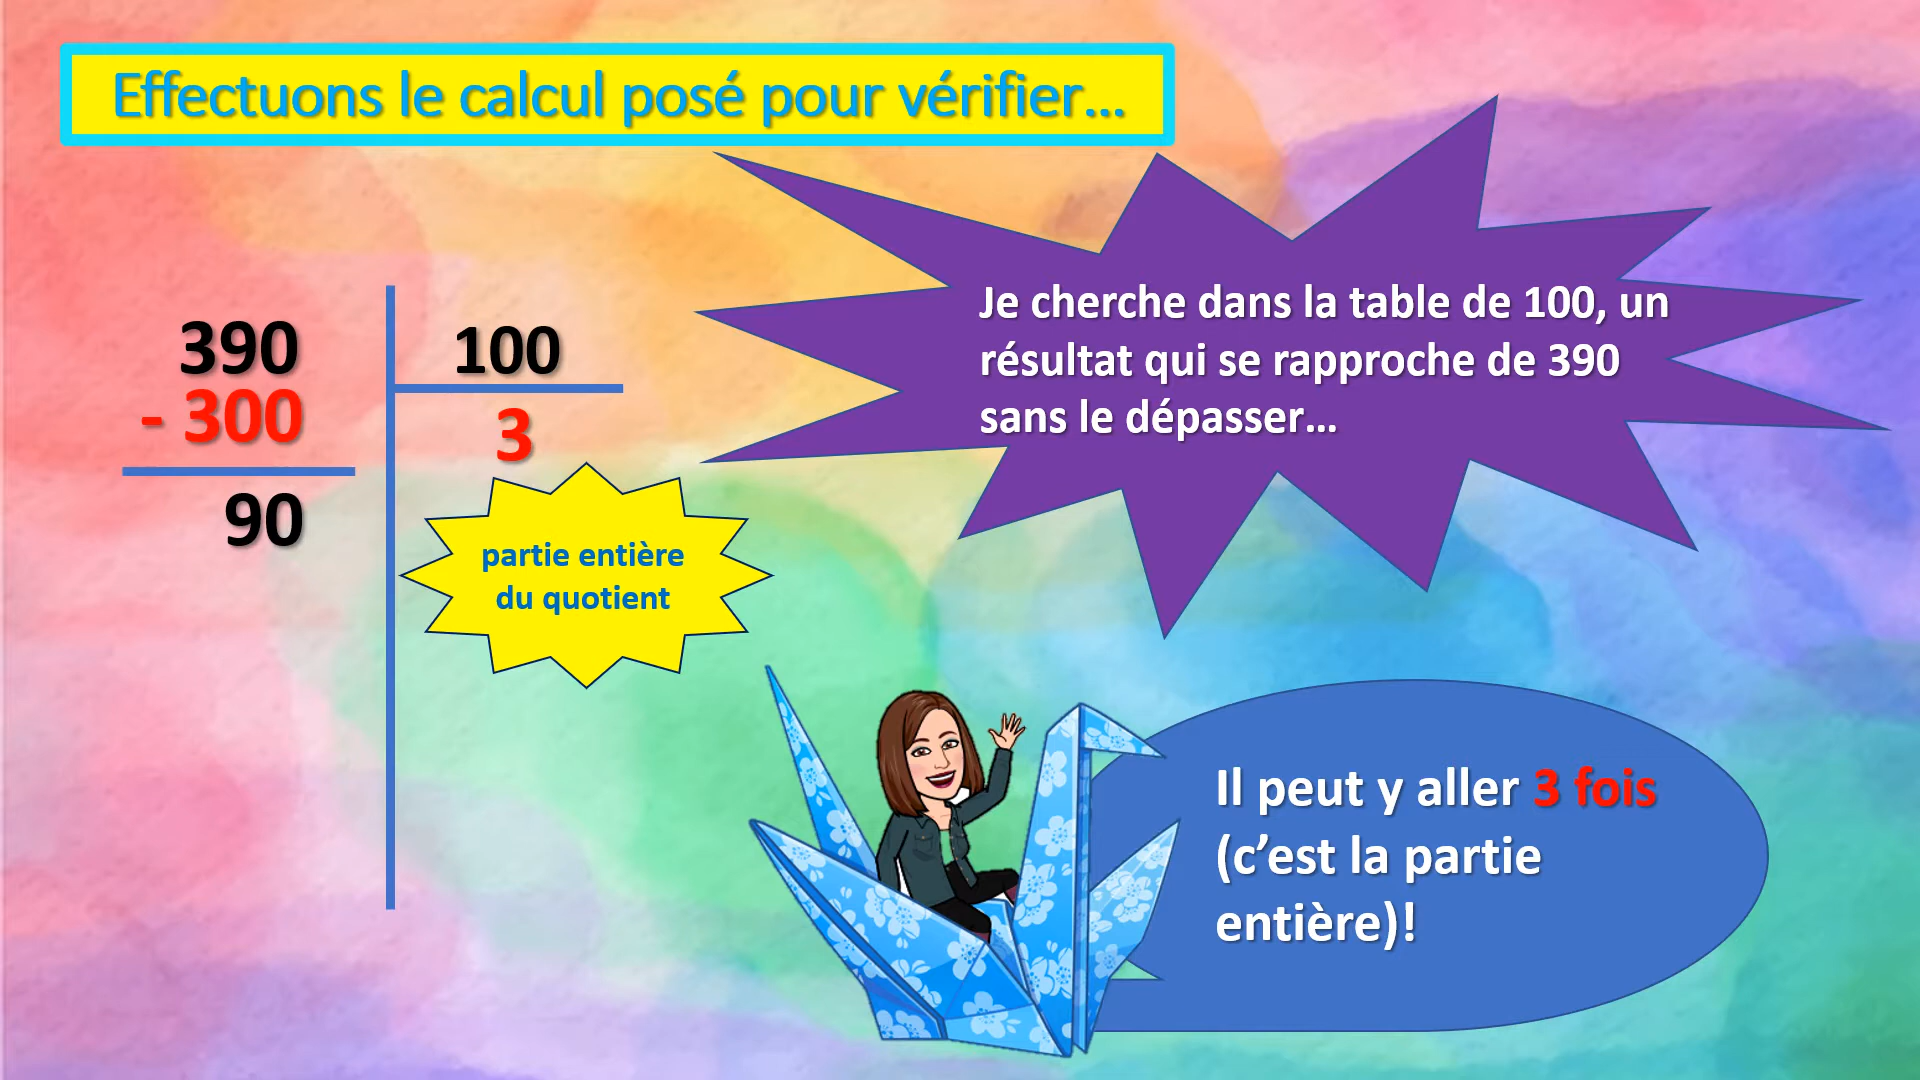 Effectuons le calcul posé pour vérifier…
390
100
- 300
3
90
partie entière
du quotient
Je cherche dans la table de 100, un
résultat qui se rapproche de 390
sans le dépasser…
Il peut y aller 3 fois
(c’est la partie
entière)!